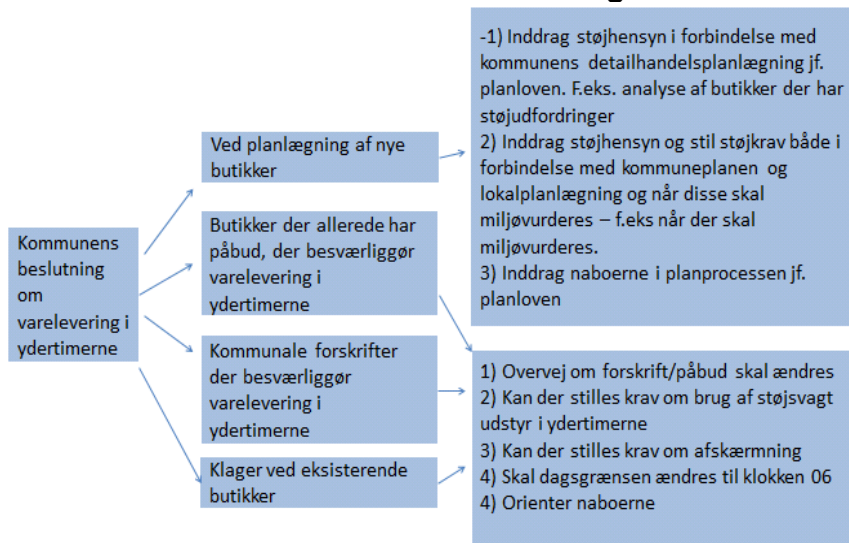 Kommunens
beslutning
om
varelevering i
ydertimerne
Ved planlægning af nye
butikker
Butikker der allerede har
påbud, der besværliggør
varelevering i
ydertimerne
Kommunale forskrifter
der besværliggør
varelevering i
ydertimerne
Klager ved eksisterende
butikker
-1) Inddrag støjhensyn i forbindelse med
kommunens detailhandelsplanlægning jf.
planloven. F.eks. analyse af butikker der har
støjudfordringer
2) Inddrag støjhensyn og stil støjkrav både i
forbindelse med kommuneplanen og
lokalplanlægning og når disse skal
miljøvurderes – f.eks når der skal
miljøvurderes.
3) Inddrag naboerne i planprocessen jf.
planloven
1) Overvej om forskrift/påbud skal ændres
2) Kan der stilles krav om brug af støjsvagt
udstyr i ydertimerne
3) Kan der stilles krav om afskærmning
4) Skal dagsgrænsen ændres til klokken 06
4) Orienter naboerne